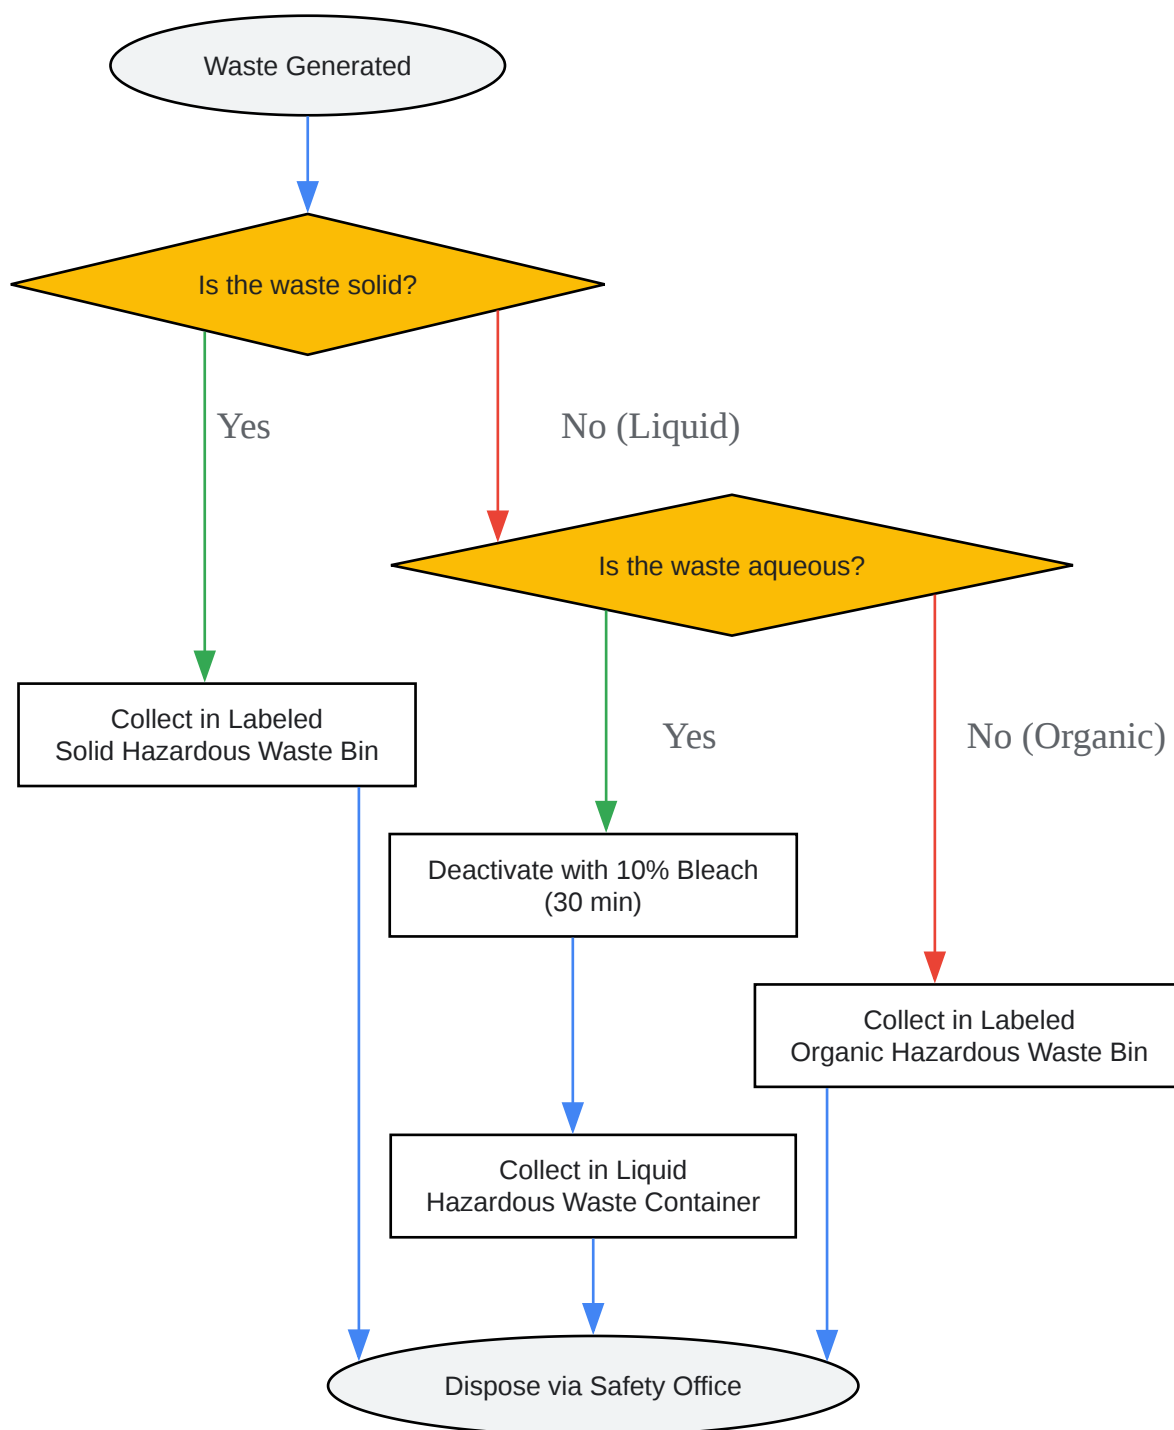 Waste Generated
Is the waste solid?
Yes
No (Liquid)
Is the waste aqueous?
Collect in Labeled
Solid Hazardous Waste Bin
Yes
No (Organic)
Deactivate with 10% Bleach
(30 min)
Collect in Labeled
Organic Hazardous Waste Bin
Collect in Liquid
Hazardous Waste Container
Dispose via Safety Office